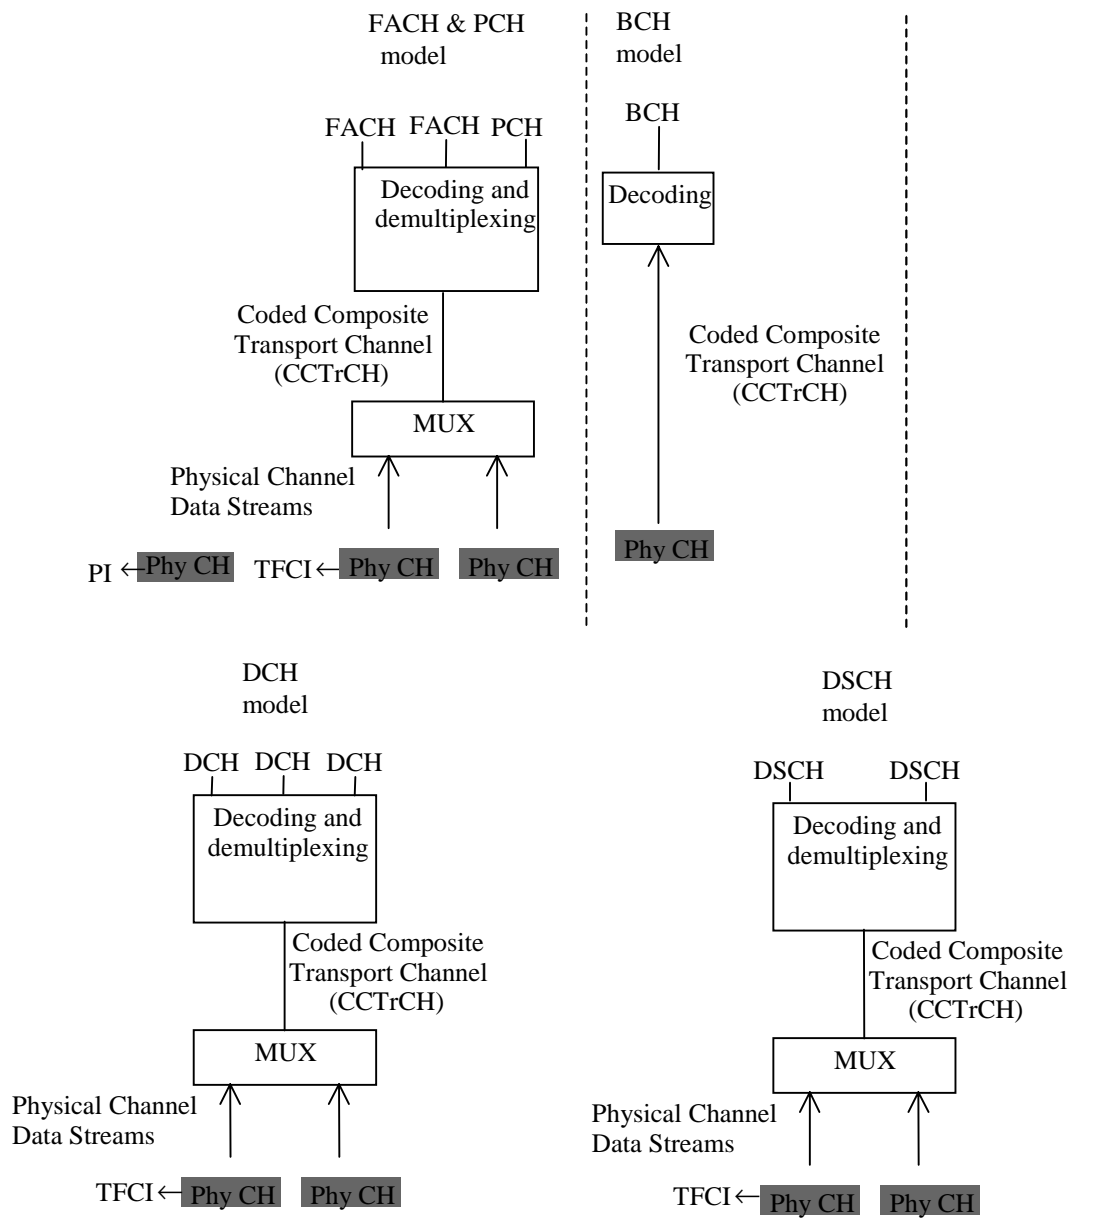 FACH & PCH
model
FACH FACH PCH
Decoding and
demultiplexing
Coded Composite
Transport Channel
(CCTrCH)
MUX
Physical Channel
Data Streams
PI Phy CH TFCI Phy CH Phy CH
BCH
model
BCH
Decoding
Coded Composite
Transport Channel
(CCTrCH)
Phy CH
DCH
model
DCH DCH DCH
Decoding and
demultiplexing
Coded Composite
Transport Channel
(CCTrCH)
MUX
Physical Channel
Data Streams
TFCI Phy CH Phy CH
DSCH
model
DSCH DSCH
Decoding and
demultiplexing
Coded Composite
Transport Channel
(CCTrCH)
MUX
Physical Channel
Data Streams
TFCI Phy CH Phy CH